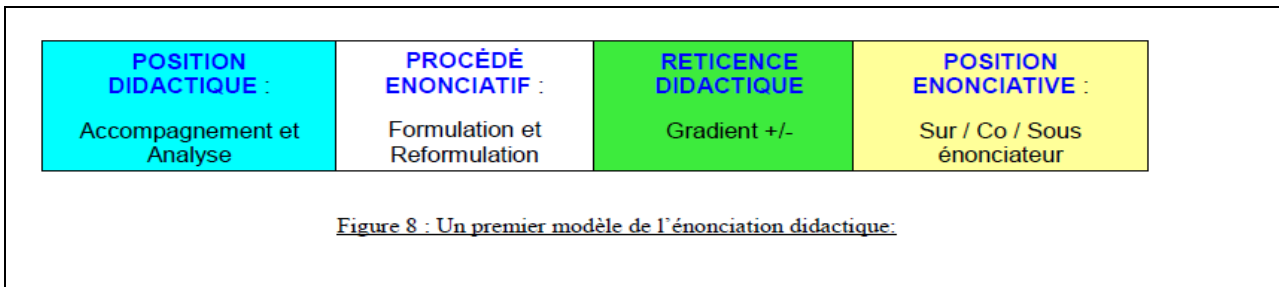 POSITION
DIDACTIQUE :
Accompagnement et
Analyse
PROCÉDÉ
ENONCIATIF :
Formulation et
Reformulation
RETICENCE
DIDACTIQUE
Gradient +/-
POSITION
ENONCIATIVE :
Sur / Co / Sous
énonciateur
Figure 8 : Un premier modèle de l'énonciation didactique: